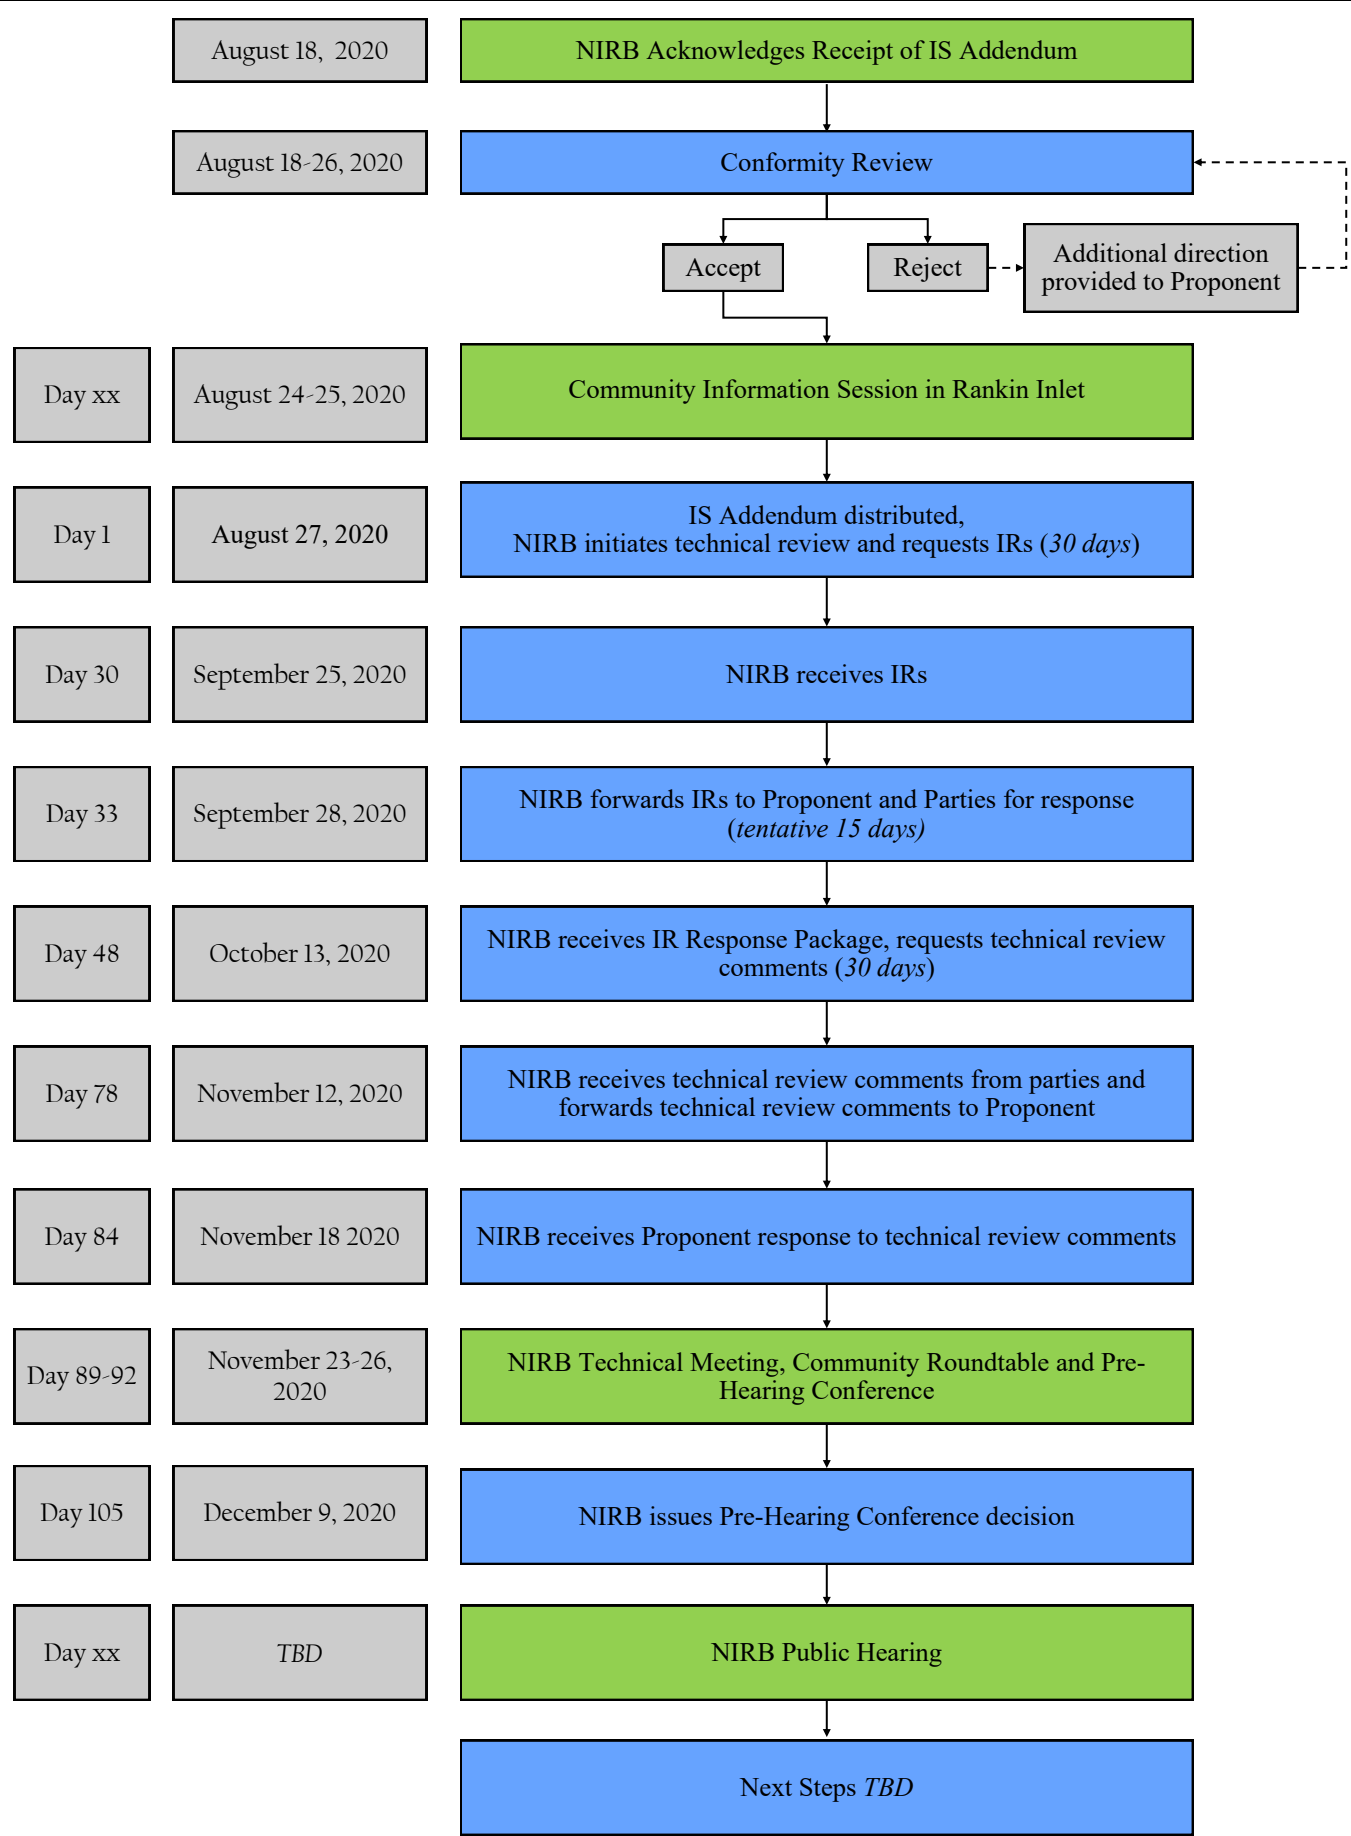 August 18,  2020
NIRB Acknowledges Receipt of IS Addendum
August 18-26, 2020
Conformity Review
Accept
Reject
Additional direction
provided to Proponent
Day xx
August 24-25, 2020
Community Information Session in Rankin Inlet
Day 1
August 27, 2020
IS Addendum distributed,
NIRB initiates technical review and requests IRs (30 days)
Day 30
September 25, 2020
NIRB receives IRs
Day 33
September 28, 2020
NIRB forwards IRs to Proponent and Parties for response
(tentative 15 days)
Day 48
October 13, 2020
NIRB receives IR Response Package, requests technical review
comments (30 days)
Day 78
November 12, 2020
NIRB receives technical review comments from parties and
forwards technical review comments to Proponent
Day 84
November 18 2020
NIRB receives Proponent response to technical review comments
Day 89-92
November 23-26,
2020
NIRB Technical Meeting, Community Roundtable and Pre-
Hearing Conference
Day 105
December 9, 2020
NIRB issues Pre-Hearing Conference decision
Day xx
TBD
NIRB Public Hearing
Next Steps TBD